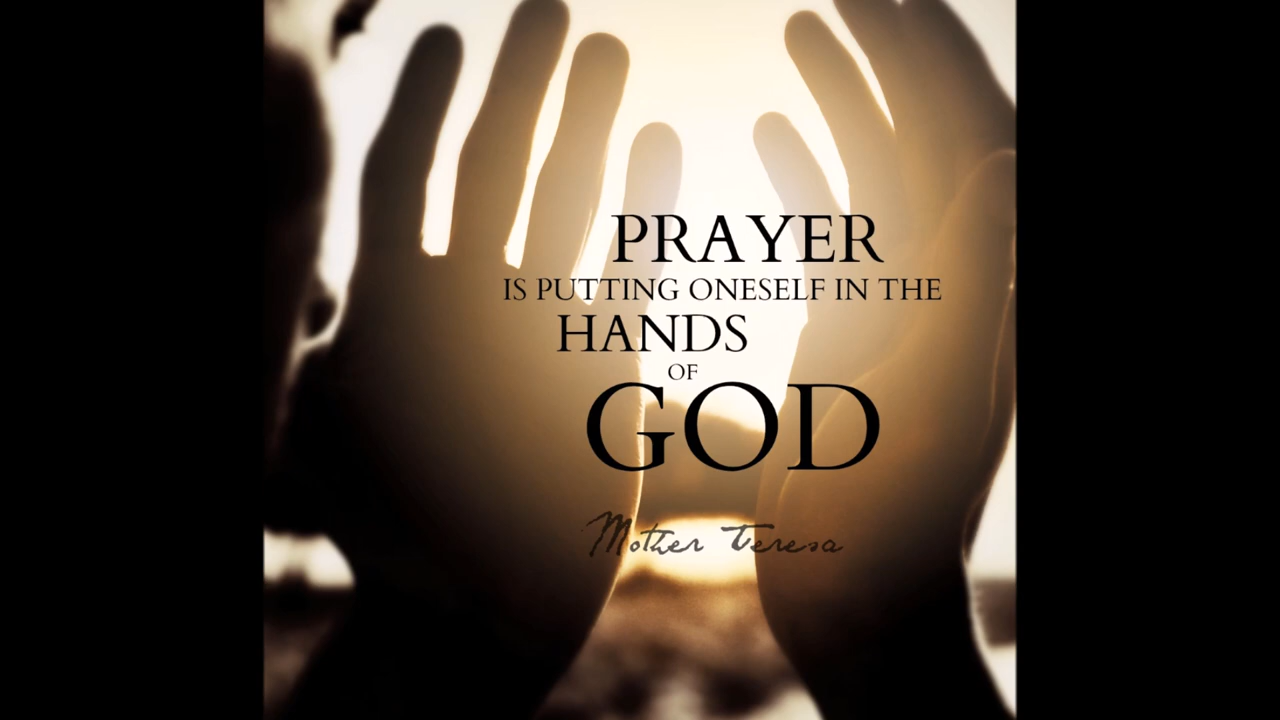 PRAYER
IS PUTTING ONESELF IN THE
HANDS
OF
GOD
Mother Teresa